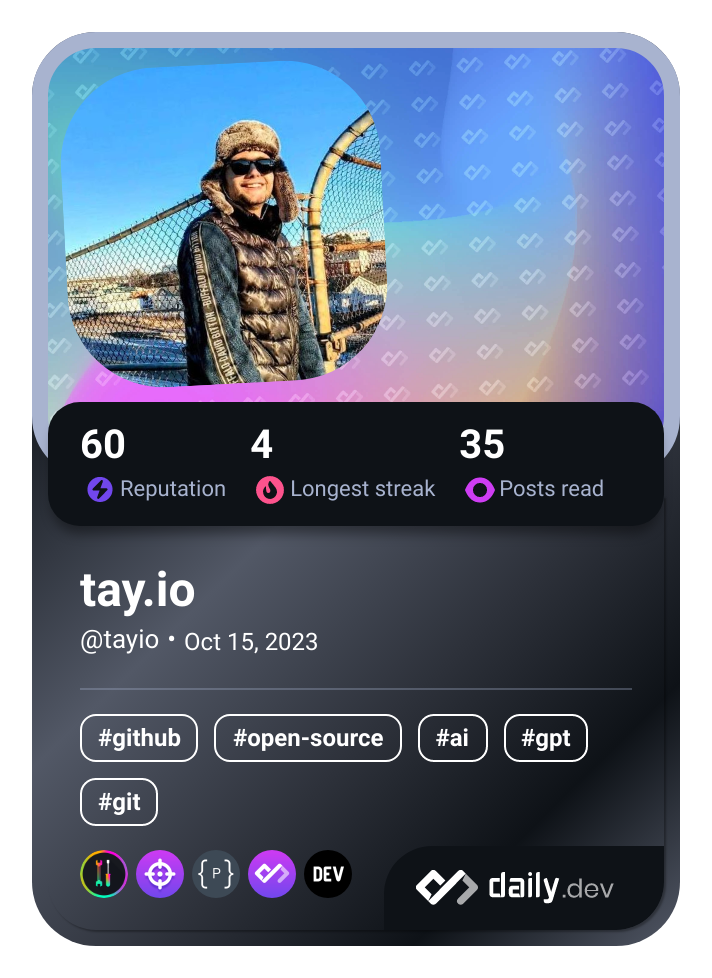 60 4 35
Reputation Longest streak Posts read
tay.io
@tayio • Oct 15, 2023
#github #open-source #ai #gpt
#git
{P} DEV
daily.dev